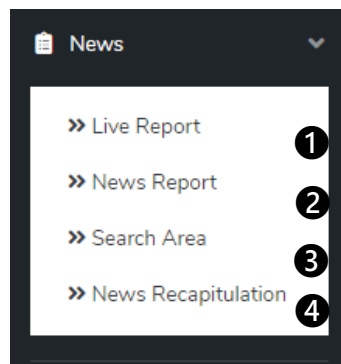 News
» Live Report
1
» News Report
2
» Search Area
3
» News Recapitulation
4